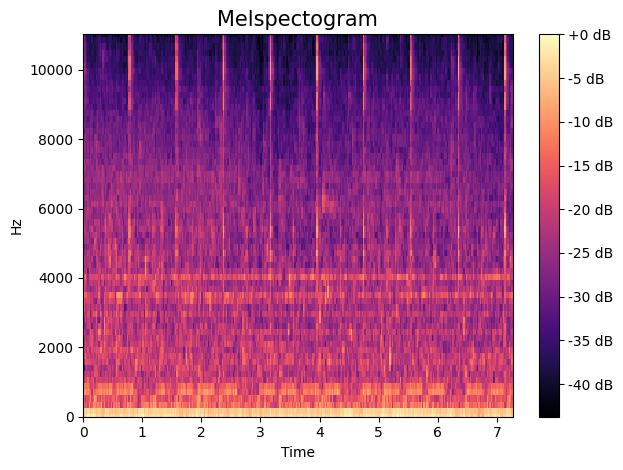 Melspectogram
Hz
10000
8000
6000
4000
2000
0
0 1 2 3 4 5 6 7
Time
+0 dB
-5 dB
-10 dB
-15 dB
-20 dB
-25 dB
-30 dB
-35 dB
-40 dB